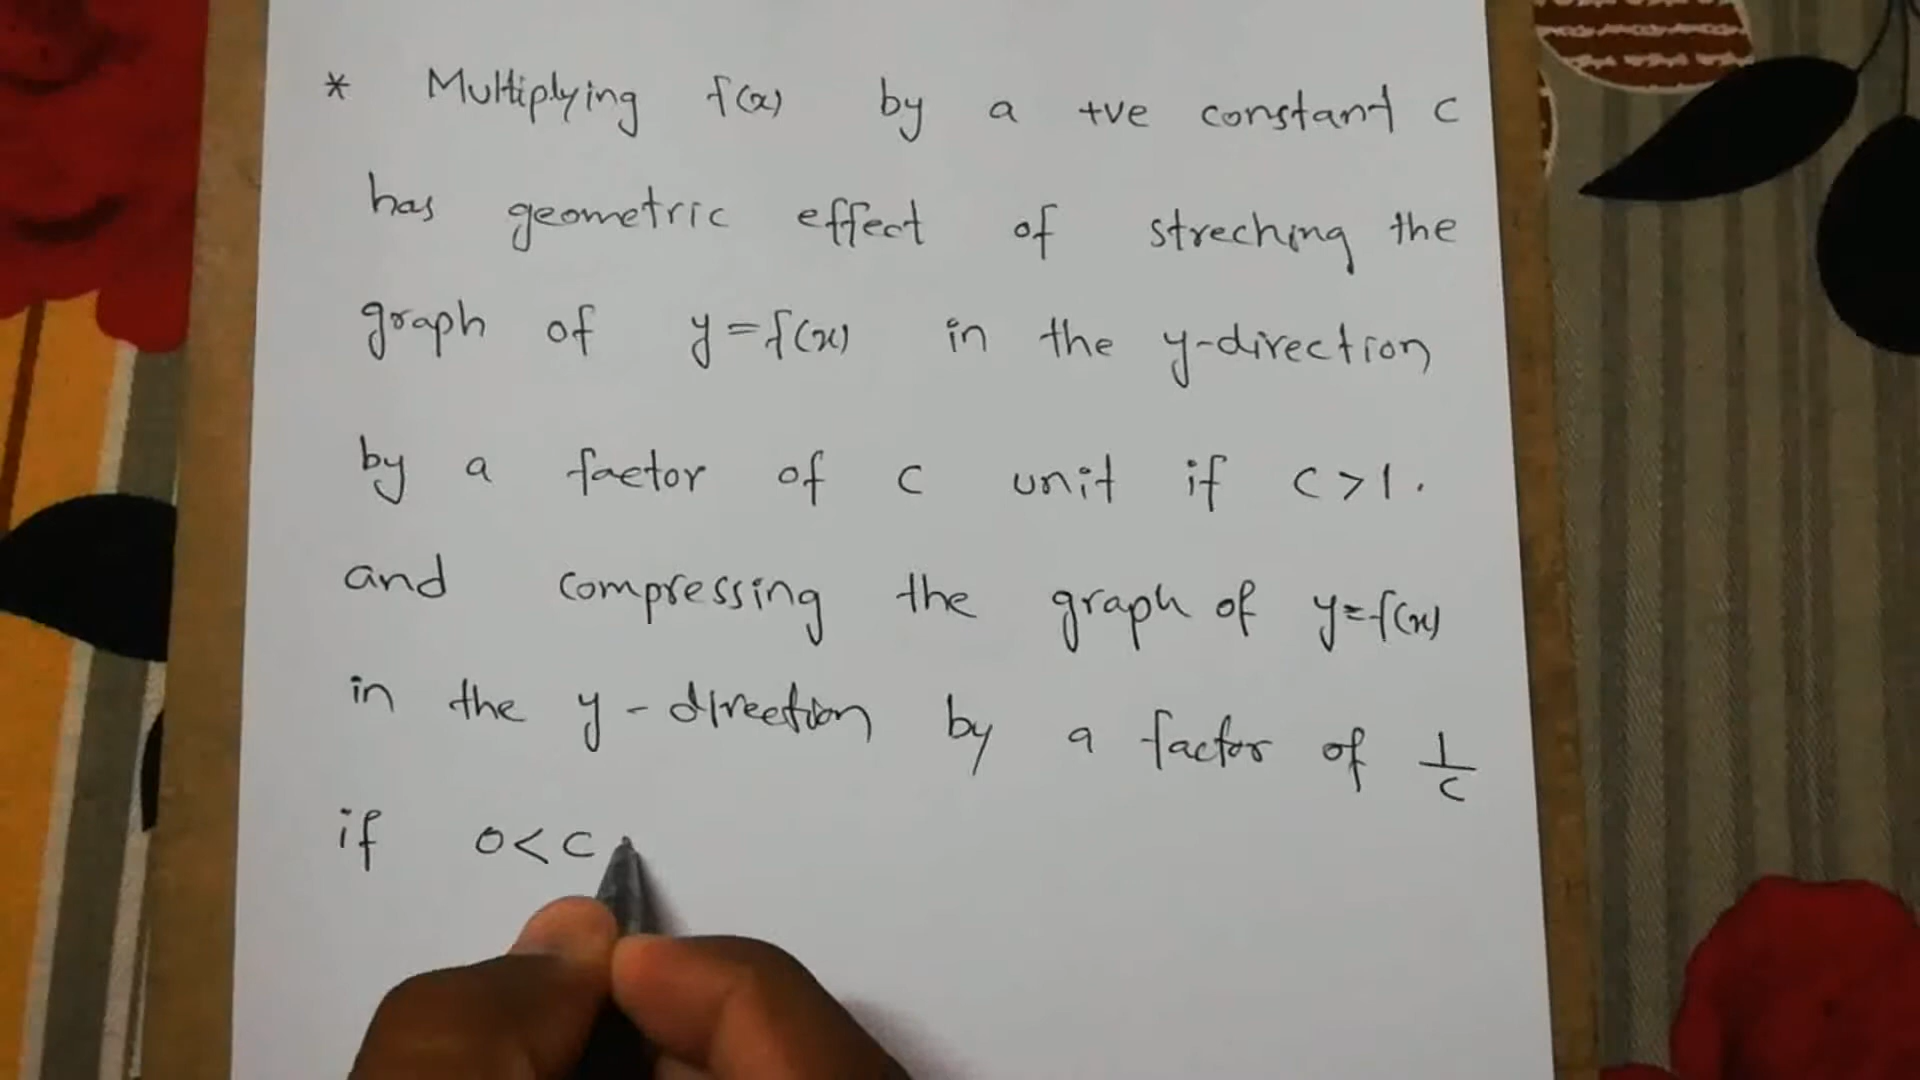 * Multiplying f(x) by a +ve constant c
has geometric effect of streching the
graph of y=f(x) in the y-direction
by a factor of c unit if c>1.
and compressing the graph of y=f(x)
in the y-direction by a factor of 1/c
if 0<c